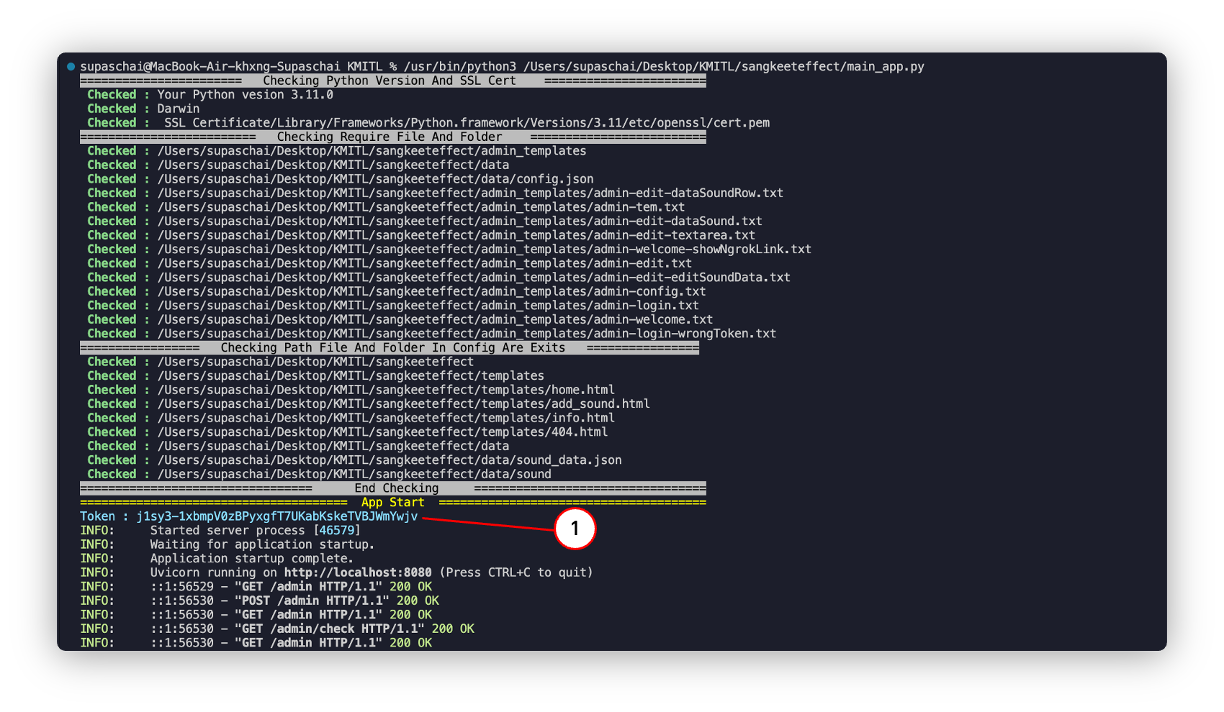 supaschai@MacBook-Air-khxng-Supaschai KMITL % /usr/bin/python3 /Users/supaschai/Desktop/KMITL/sangkeeteffect/main_app.py
======================= Checking Python Version And SSL Cert =======================
Checked : Your Python vesion 3.11.0
Checked : Darwin
Checked : SSL Certificate/Library/Frameworks/Python.framework/Versions/3.11/etc/openssl/cert.pem
========================= Checking Require File And Folder =========================
Checked : /Users/supaschai/Desktop/KMITL/sangkeeteffect/admin_templates
Checked : /Users/supaschai/Desktop/KMITL/sangkeeteffect/data
Checked : /Users/supaschai/Desktop/KMITL/sangkeeteffect/data/config.json
Checked : /Users/supaschai/Desktop/KMITL/sangkeeteffect/admin_templates/admin-edit-dataSoundRow.txt
Checked : /Users/supaschai/Desktop/KMITL/sangkeeteffect/admin_templates/admin-tem.txt
Checked : /Users/supaschai/Desktop/KMITL/sangkeeteffect/admin_templates/admin-edit-dataSound.txt
Checked : /Users/supaschai/Desktop/KMITL/sangkeeteffect/admin_templates/admin-edit-textarea.txt
Checked : /Users/supaschai/Desktop/KMITL/sangkeeteffect/admin_templates/admin-welcome-showNgrokLink.txt
Checked : /Users/supaschai/Desktop/KMITL/sangkeeteffect/admin_templates/admin-edit.txt
Checked : /Users/supaschai/Desktop/KMITL/sangkeeteffect/admin_templates/admin-edit-editSoundData.txt
Checked : /Users/supaschai/Desktop/KMITL/sangkeeteffect/admin_templates/admin-config.txt
Checked : /Users/supaschai/Desktop/KMITL/sangkeeteffect/admin_templates/admin-login.txt
Checked : /Users/supaschai/Desktop/KMITL/sangkeeteffect/admin_templates/admin-welcome.txt
Checked : /Users/supaschai/Desktop/KMITL/sangkeeteffect/admin_templates/admin-login-wrongToken.txt
================= Checking Path File And Folder In Config Are Exits ================
Checked : /Users/supaschai/Desktop/KMITL/sangkeeteffect
Checked : /Users/supaschai/Desktop/KMITL/sangkeeteffect/templates
Checked : /Users/supaschai/Desktop/KMITL/sangkeeteffect/templates/home.html
Checked : /Users/supaschai/Desktop/KMITL/sangkeeteffect/templates/add_sound.html
Checked : /Users/supaschai/Desktop/KMITL/sangkeeteffect/templates/info.html
Checked : /Users/supaschai/Desktop/KMITL/sangkeeteffect/templates/404.html
Checked : /Users/supaschai/Desktop/KMITL/sangkeeteffect/data
Checked : /Users/supaschai/Desktop/KMITL/sangkeeteffect/data/sound_data.json
Checked : /Users/supaschai/Desktop/KMITL/sangkeeteffect/data/sound
================================= End Checking =================================
====================================== App Start ======================================
Token : j1sy3-1xbmpV0zBPyxgfT7UKabKskeTVBJWmYwjv
1
INFO: Started server process [46579]
INFO: Waiting for application startup.
INFO: Application startup complete.
INFO: Uvicorn running on http://localhost:8080 (Press CTRL+C to quit)
INFO: ::1:56529 - "GET /admin HTTP/1.1" 200 OK
INFO: ::1:56530 - "POST /admin HTTP/1.1" 200 OK
INFO: ::1:56530 - "GET /admin HTTP/1.1" 200 OK
INFO: ::1:56530 - "GET /admin/check HTTP/1.1" 200 OK
INFO: ::1:56530 - "GET /admin HTTP/1.1" 200 OK